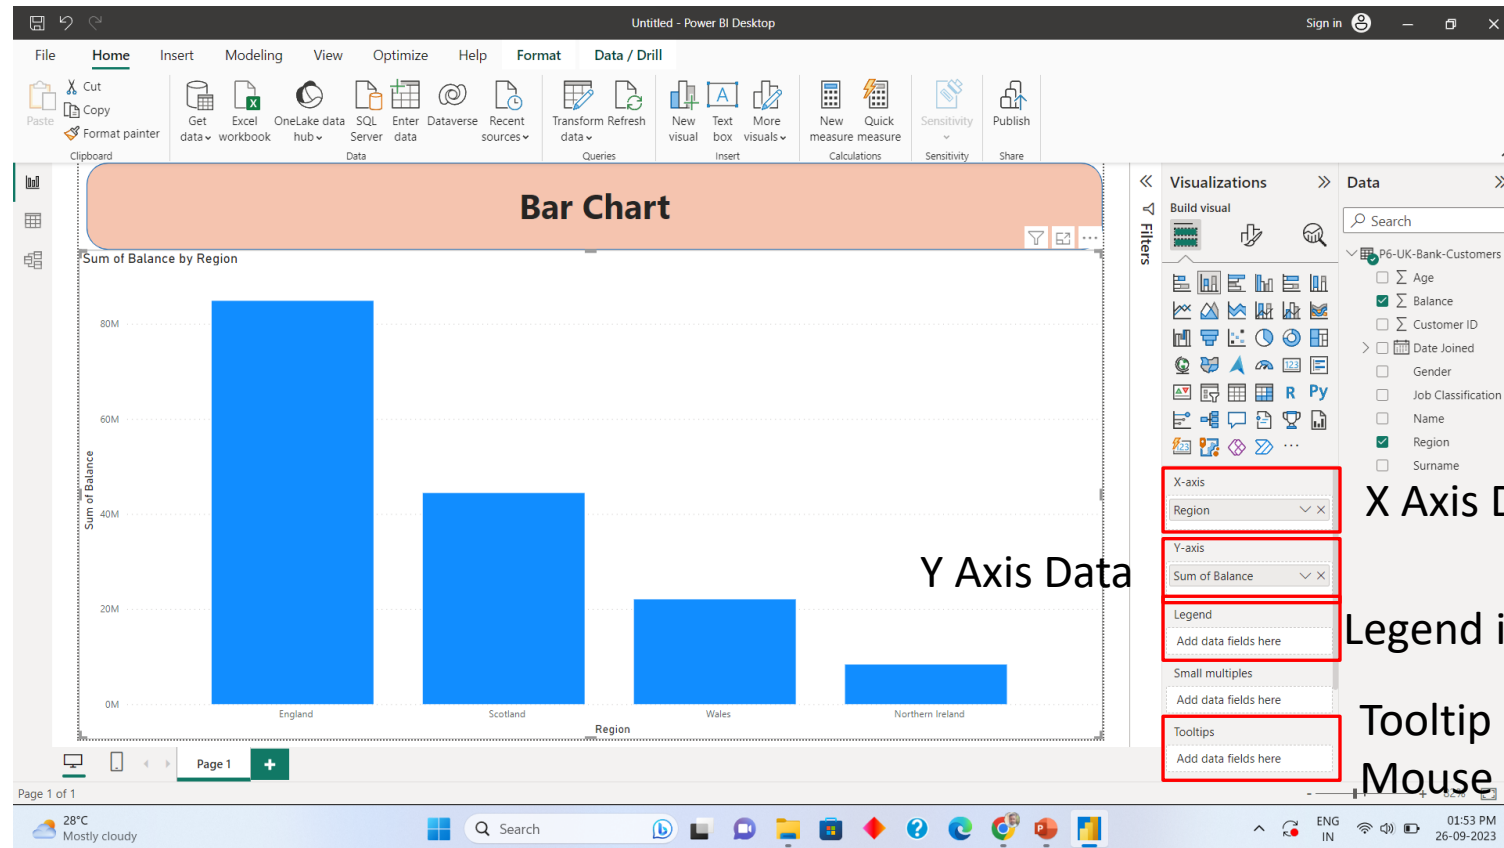 Untitled - Power BI Desktop
Sign in
File Home Insert Modeling View Optimize Help Format Data / Drill
Paste
Cut
Copy
Format painter
Clipboard
Get data
Excel workbook
OneLake data hub
SQL Server
Enter data
Dataverse
Recent sources
Data
Transform data
Refresh
Queries
New visual
Text box
More visuals
Insert
New measure
Quick measure
Calculations
Sensitivity
Sensitivity
Publish
Share
Bar Chart
Sum of Balance by Region
80M
60M
40M
20M
0M
Sum of Balance
England
Scotland
Wales
Northern Ireland
Region
Y Axis Data
Filters
Visualizations
Build visual
123
R
Py
123
X-axis
Region
Y-axis
Sum of Balance
Legend
Add data fields here
Small multiples
Add data fields here
Tooltips
Add data fields here
Data
Search
P6-UK-Bank-Customers
Age
Balance
Customer ID
Date Joined
Gender
Job Classification
Name
Region
Surname
X Axis D
Legend i
Tooltip
Mouse
Page 1
Page 1 of 1
28°C
Mostly cloudy
Search
ENG
IN
01:53 PM
26-09-2023